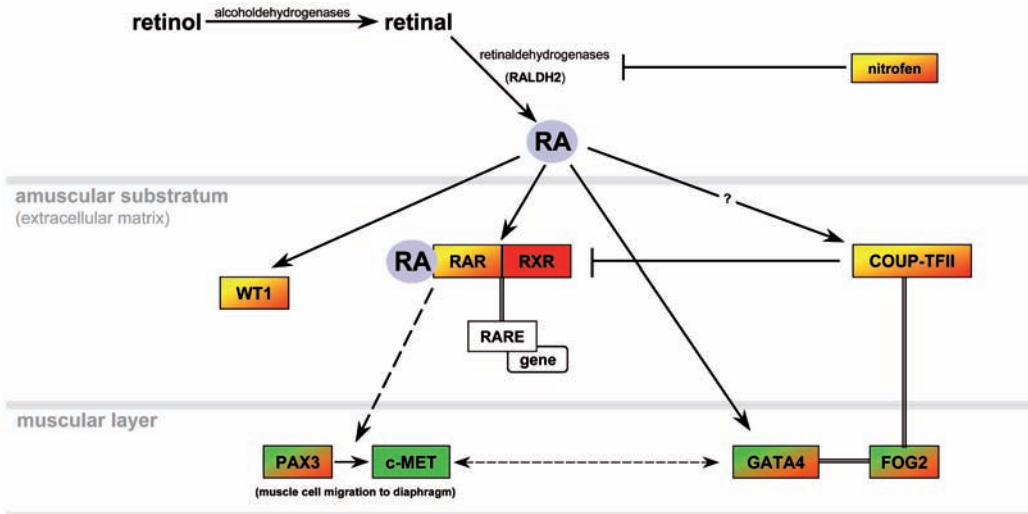 alcoholdehydrogenases
retinol
retinal
retinaldehydrogenases
(RALDH2)
nitrofen
RA
amuscular substratum
(extracellular matrix)
?
RA
RAR
RXR
COUP-TFII
WT1
RARE
gene
muscular layer
PAX3
c-MET
GATA4
FOG2
(muscle cell migration to diaphragm)